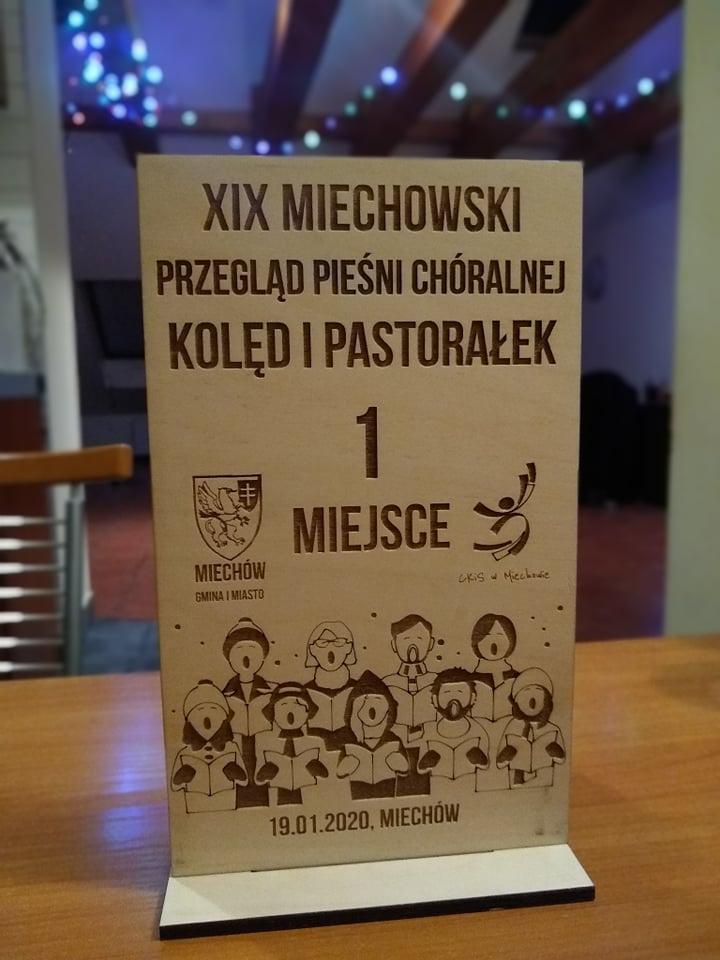 XIX MIECHOWSKI
PRZEGLĄD PIEŚNI CHÓRALNEJ
KOLĘD I PASTORAŁEK
1
MIEJSCE
MIECHÓW
GMINA I MIASTO
CKiS w Miechowie
19.01.2020, MIECHÓW